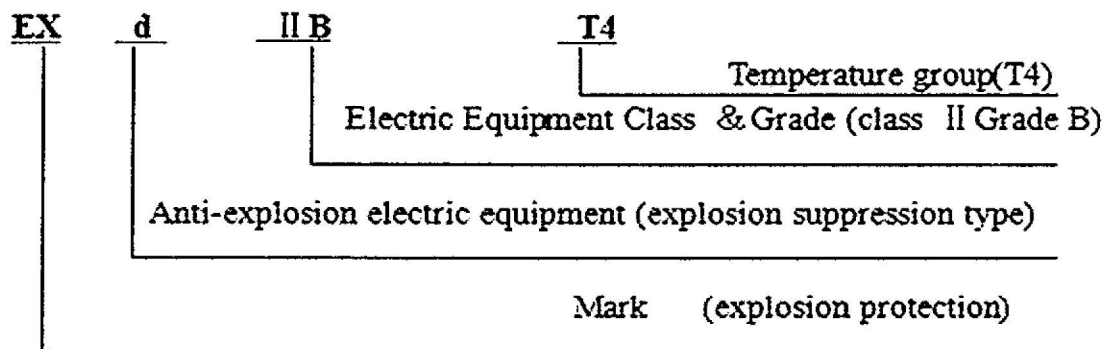 EX d ⅡB T4
Temperature group(T4)
Electric Equipment Class & Grade (class Ⅱ Grade B)
Anti-explosion electric equipment (explosion suppression type)
Mark (explosion protection)